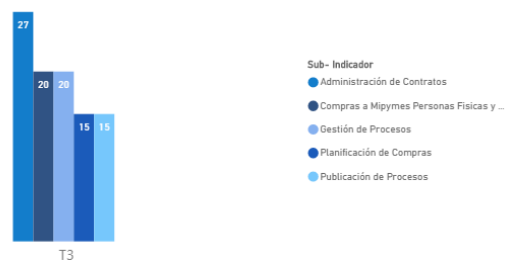 27
20
20
15
15
T3
Sub- Indicador
Administración de Contratos
Compras a Mipymes Personas Fisicas y ...
Gestión de Procesos
Planificación de Compras
Publicación de Procesos